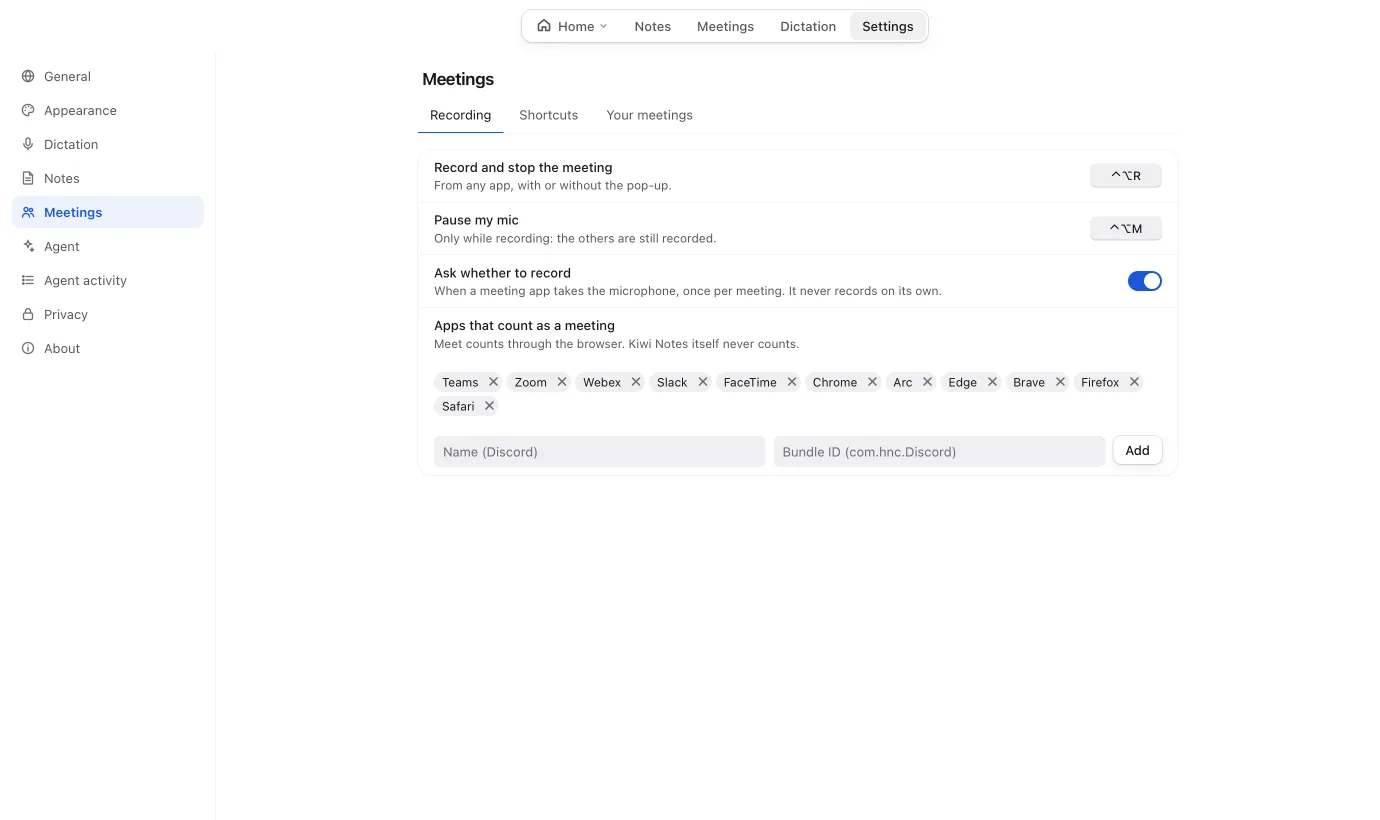 Home
Notes
Meetings
Dictation
Settings
General
Appearance
Dictation
Notes
Meetings
Agent
Agent activity
Privacy
About
Meetings
Recording
Shortcuts
Your meetings
Record and stop the meeting
From any app, with or without the pop-up.
⌃⌥R
Pause my mic
Only while recording: the others are still recorded.
⌃⌥M
Ask whether to record
When a meeting app takes the microphone, once per meeting. It never records on its own.
Apps that count as a meeting
Meet counts through the browser. Kiwi Notes itself never counts.
Teams
Zoom
Webex
Slack
FaceTime
Chrome
Arc
Edge
Brave
Firefox
Safari
Name (Discord)
Bundle ID (com.hnc.Discord)
Add